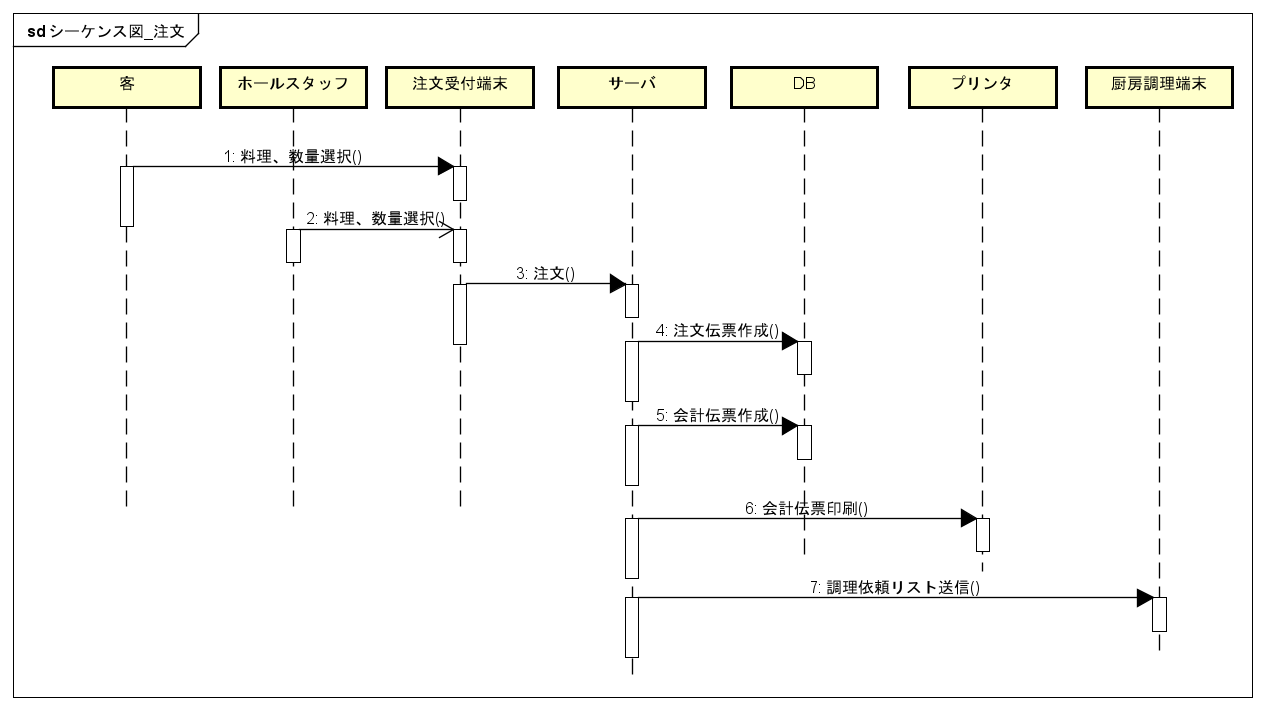 sd シーケンス図_注文
客
ホールスタッフ
注文受付端末
サーバ
DB
プリンタ
厨房調理端末
1: 料理、数量選択()
2: 料理、数量選択()
3: 注文()
4: 注文伝票作成()
5: 会計伝票作成()
6: 会計伝票印刷()
7: 調理依頼リスト送信()